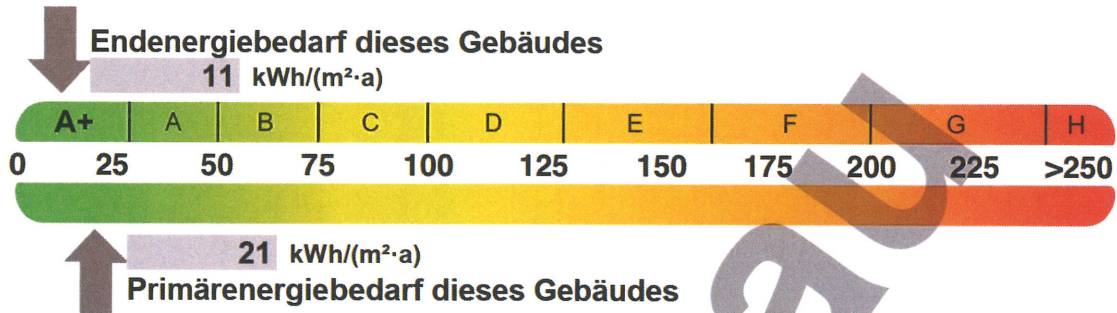 Endenergiebedarf dieses Gebäudes
11 kWh/(m²·a)
A+ A B C D E F G H
0 25 50 75 100 125 150 175 200 225 >250
21 kWh/(m²·a)
Primärenergiebedarf dieses Gebäudes